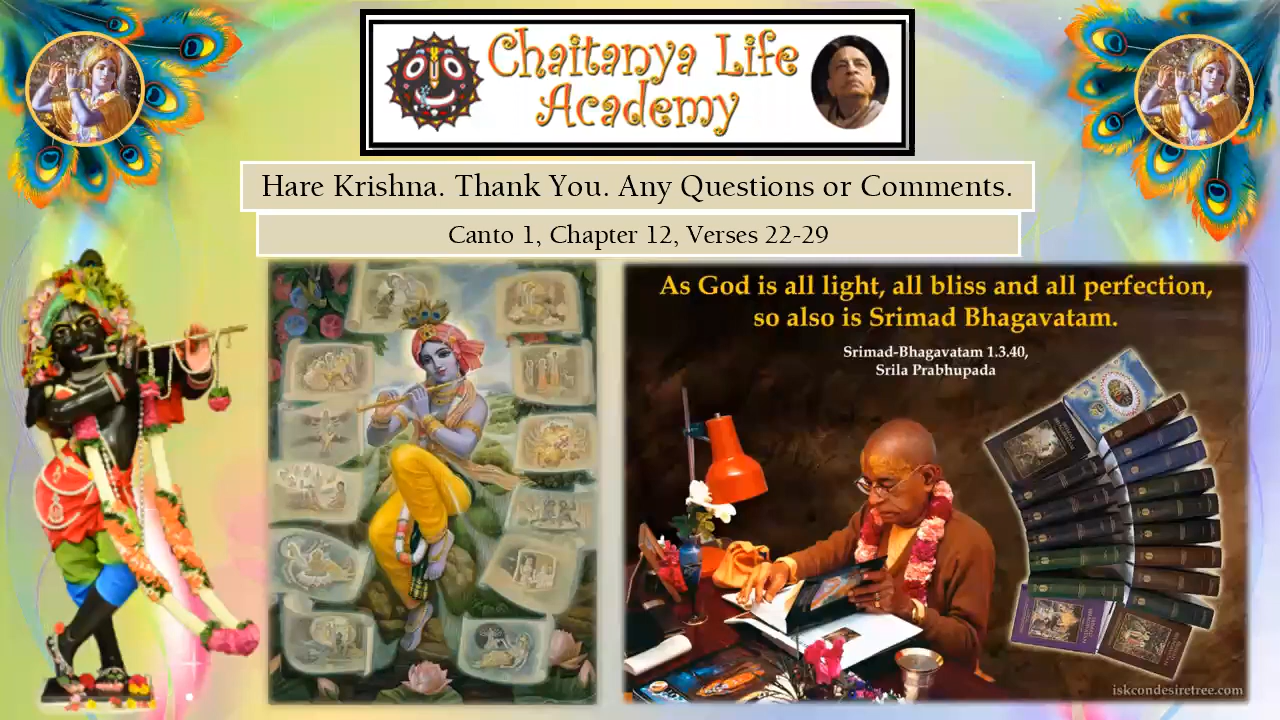 Chaitanya Life
Academy
Hare Krishna. Thank You. Any Questions or Comments.
Canto 1, Chapter 12, Verses 22-29
As God is all light, all bliss and all perfection,
so also is Srimad Bhagavatam.
Srimad-Bhagavatam 1.3.40,
Srila Prabhupada
iskcondesiretree.com